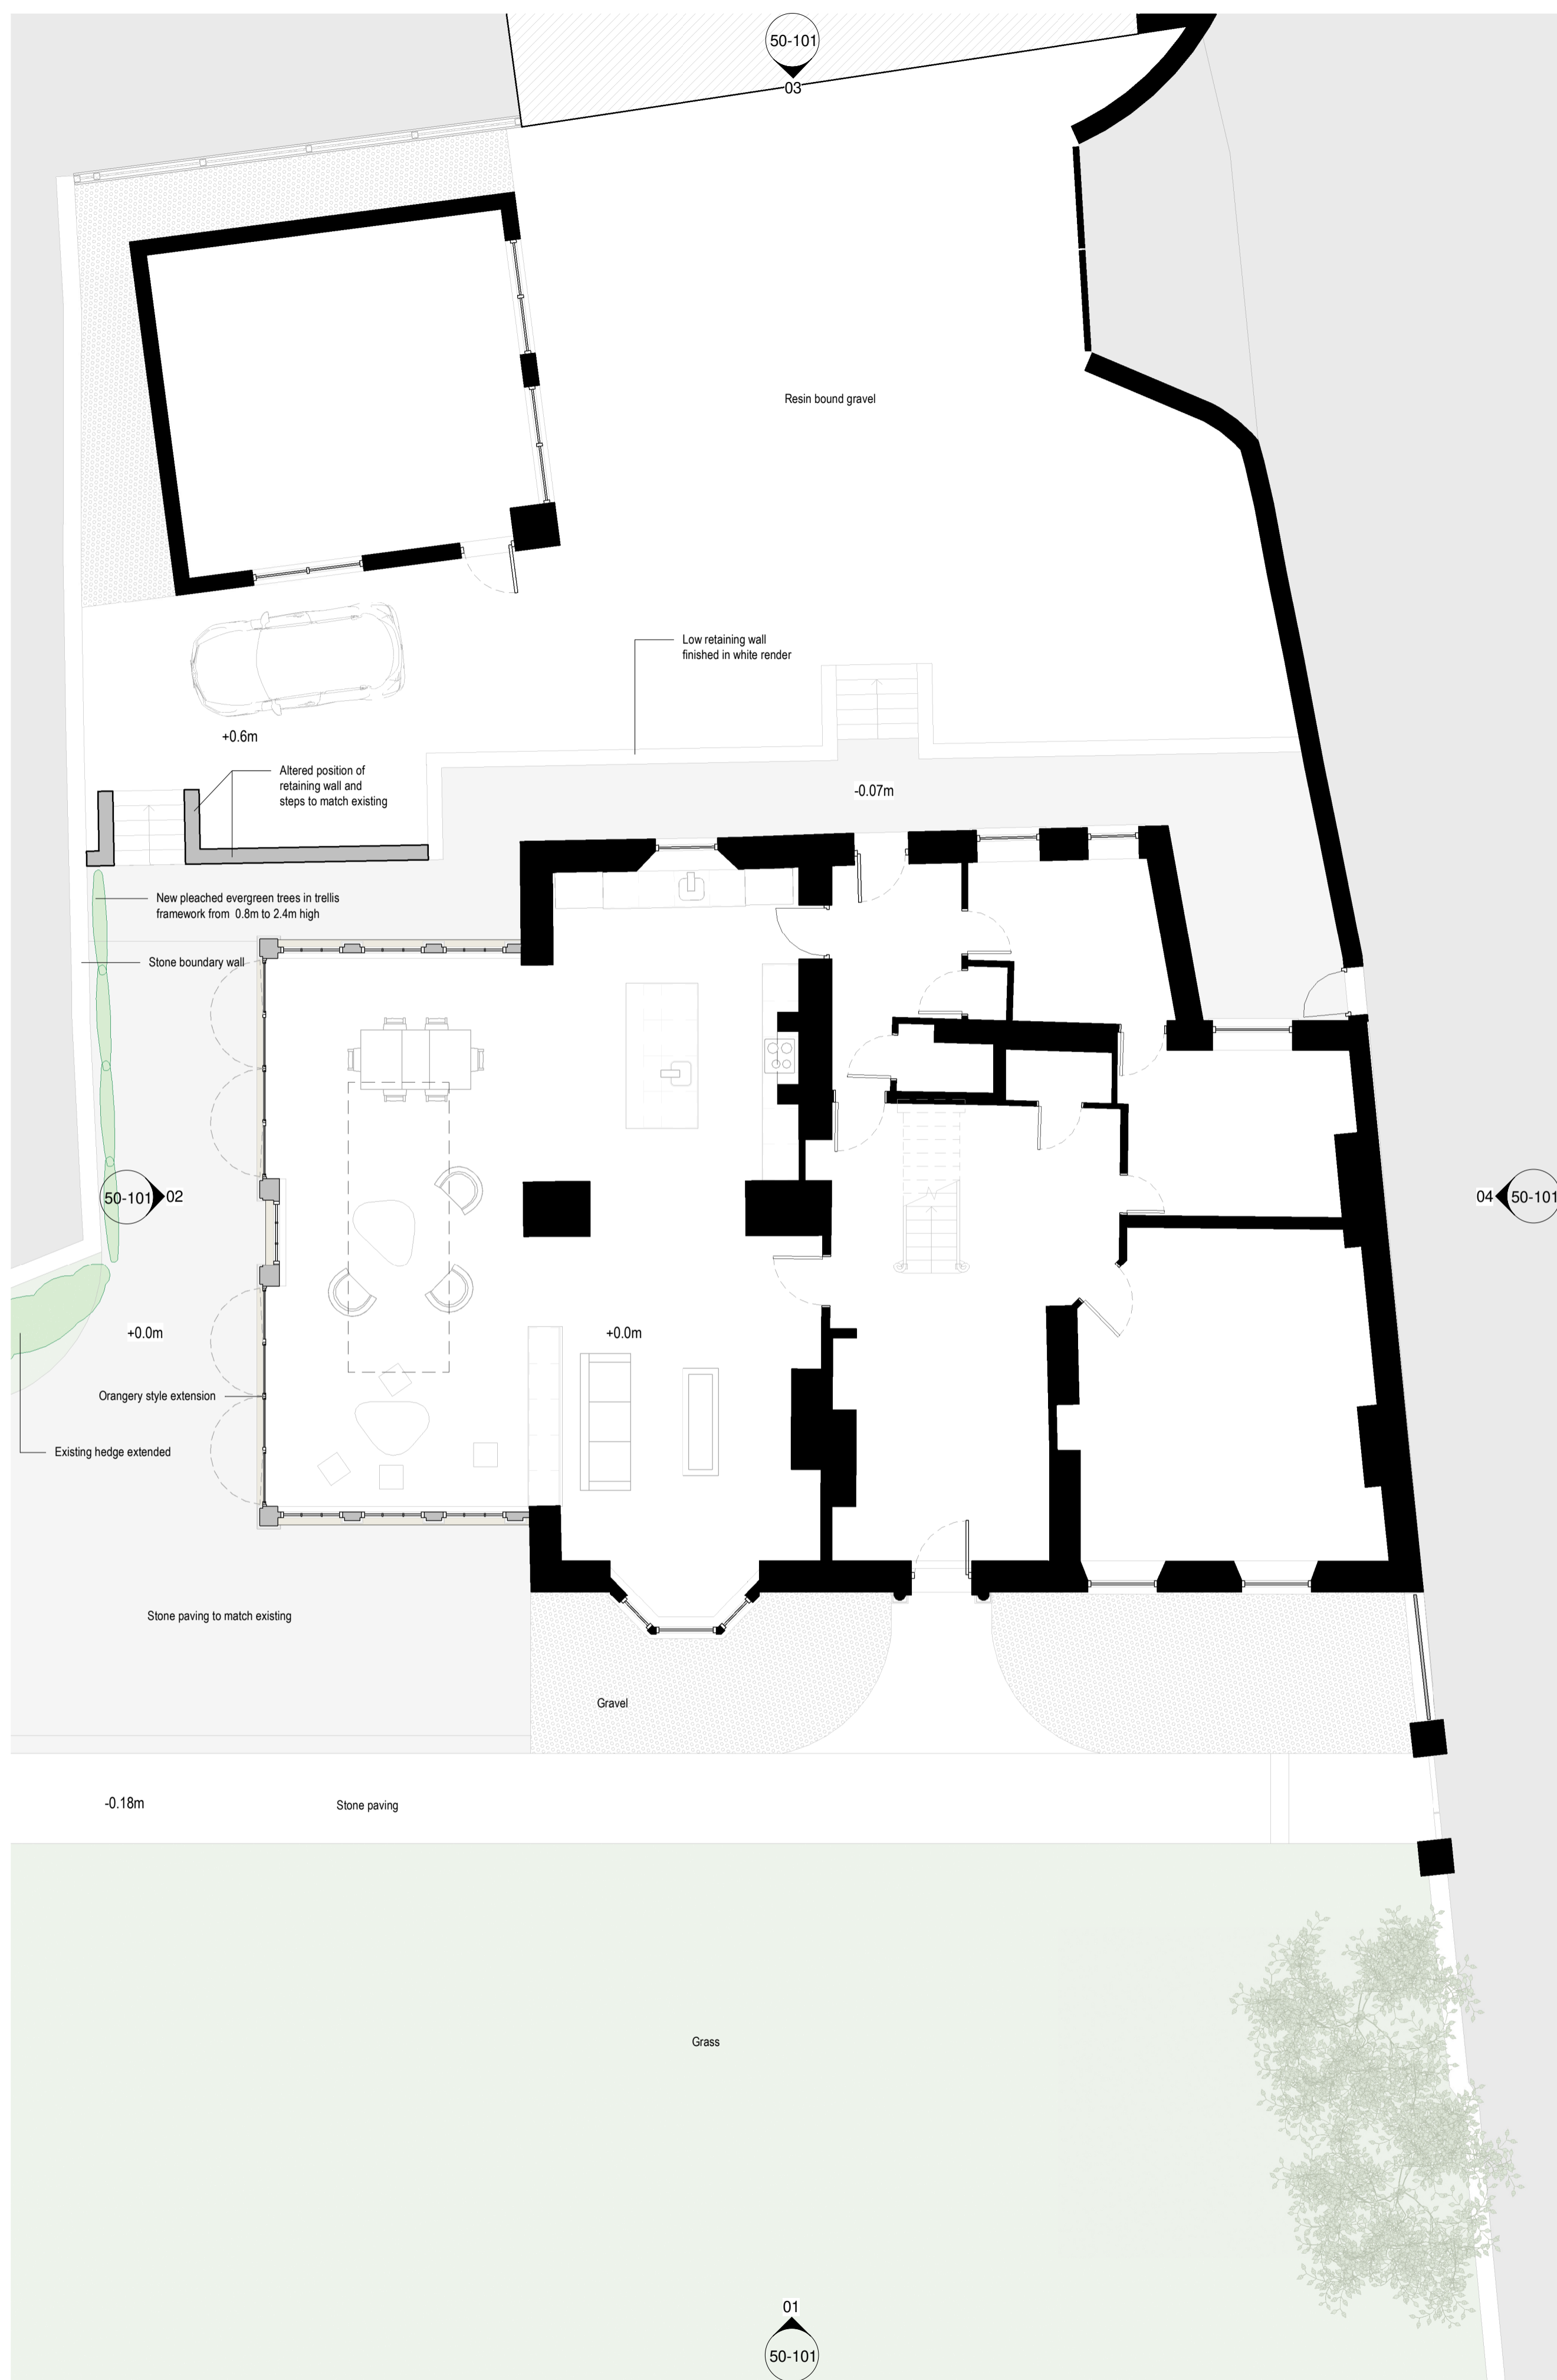 50-101
03
Resin bound gravel
Low retaining wall
finished in white render
+0.6m
Altered position of
retaining wall and
steps to match existing
-0.07m
New pleached evergreen trees in trellis
framework from 0.8m to 2.4m high
Stone boundary wall
50-101
02
04
50-101
+0.0m
+0.0m
Orangery style extension
Existing hedge extended
Stone paving to match existing
Gravel
-0.18m
Stone paving
Grass
01
50-101